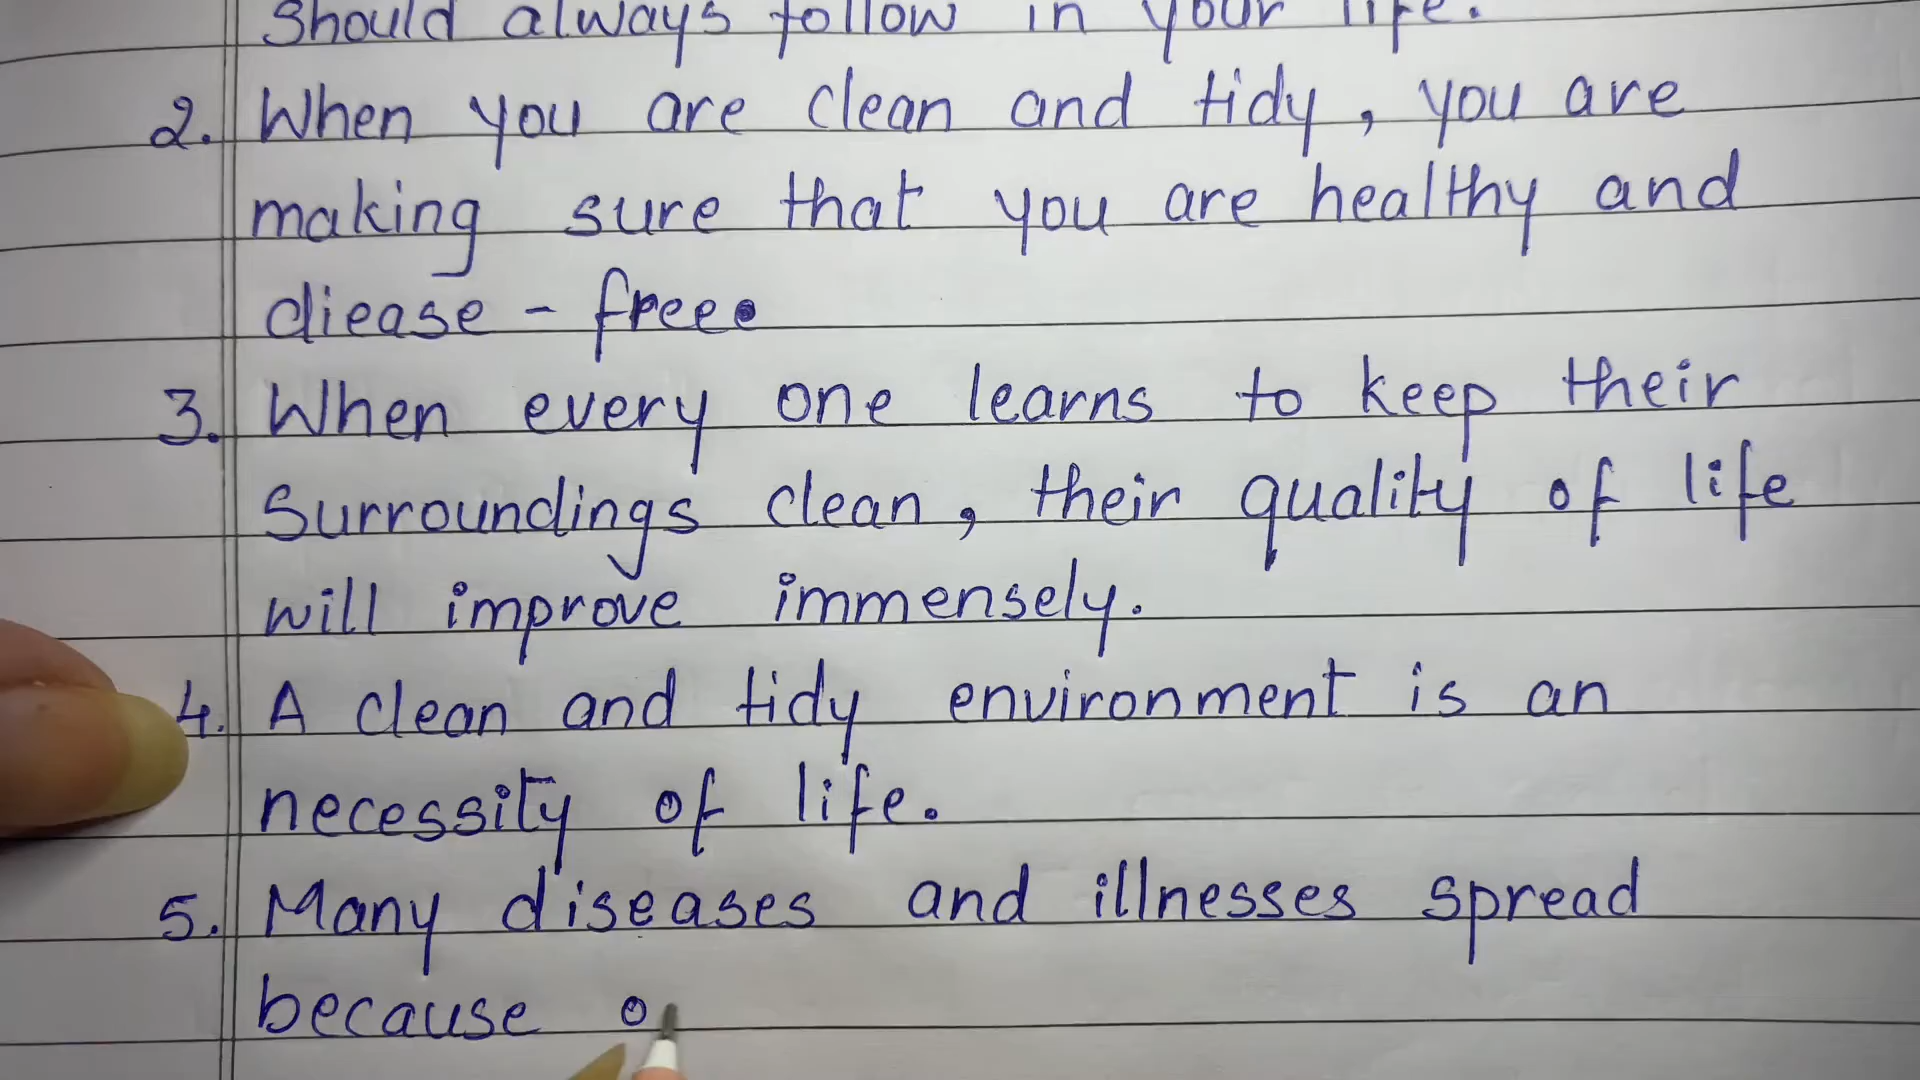 Should always follow in your life.
2. When you are clean and tidy, you are
making sure that you are healthy and
diease - free.
3. When every one learns to keep their
Surroundings clean, their quality of life
will improve immensely.
4. A clean and tidy environment is an
necessity of life.
5. Many diseases and illnesses spread
because o